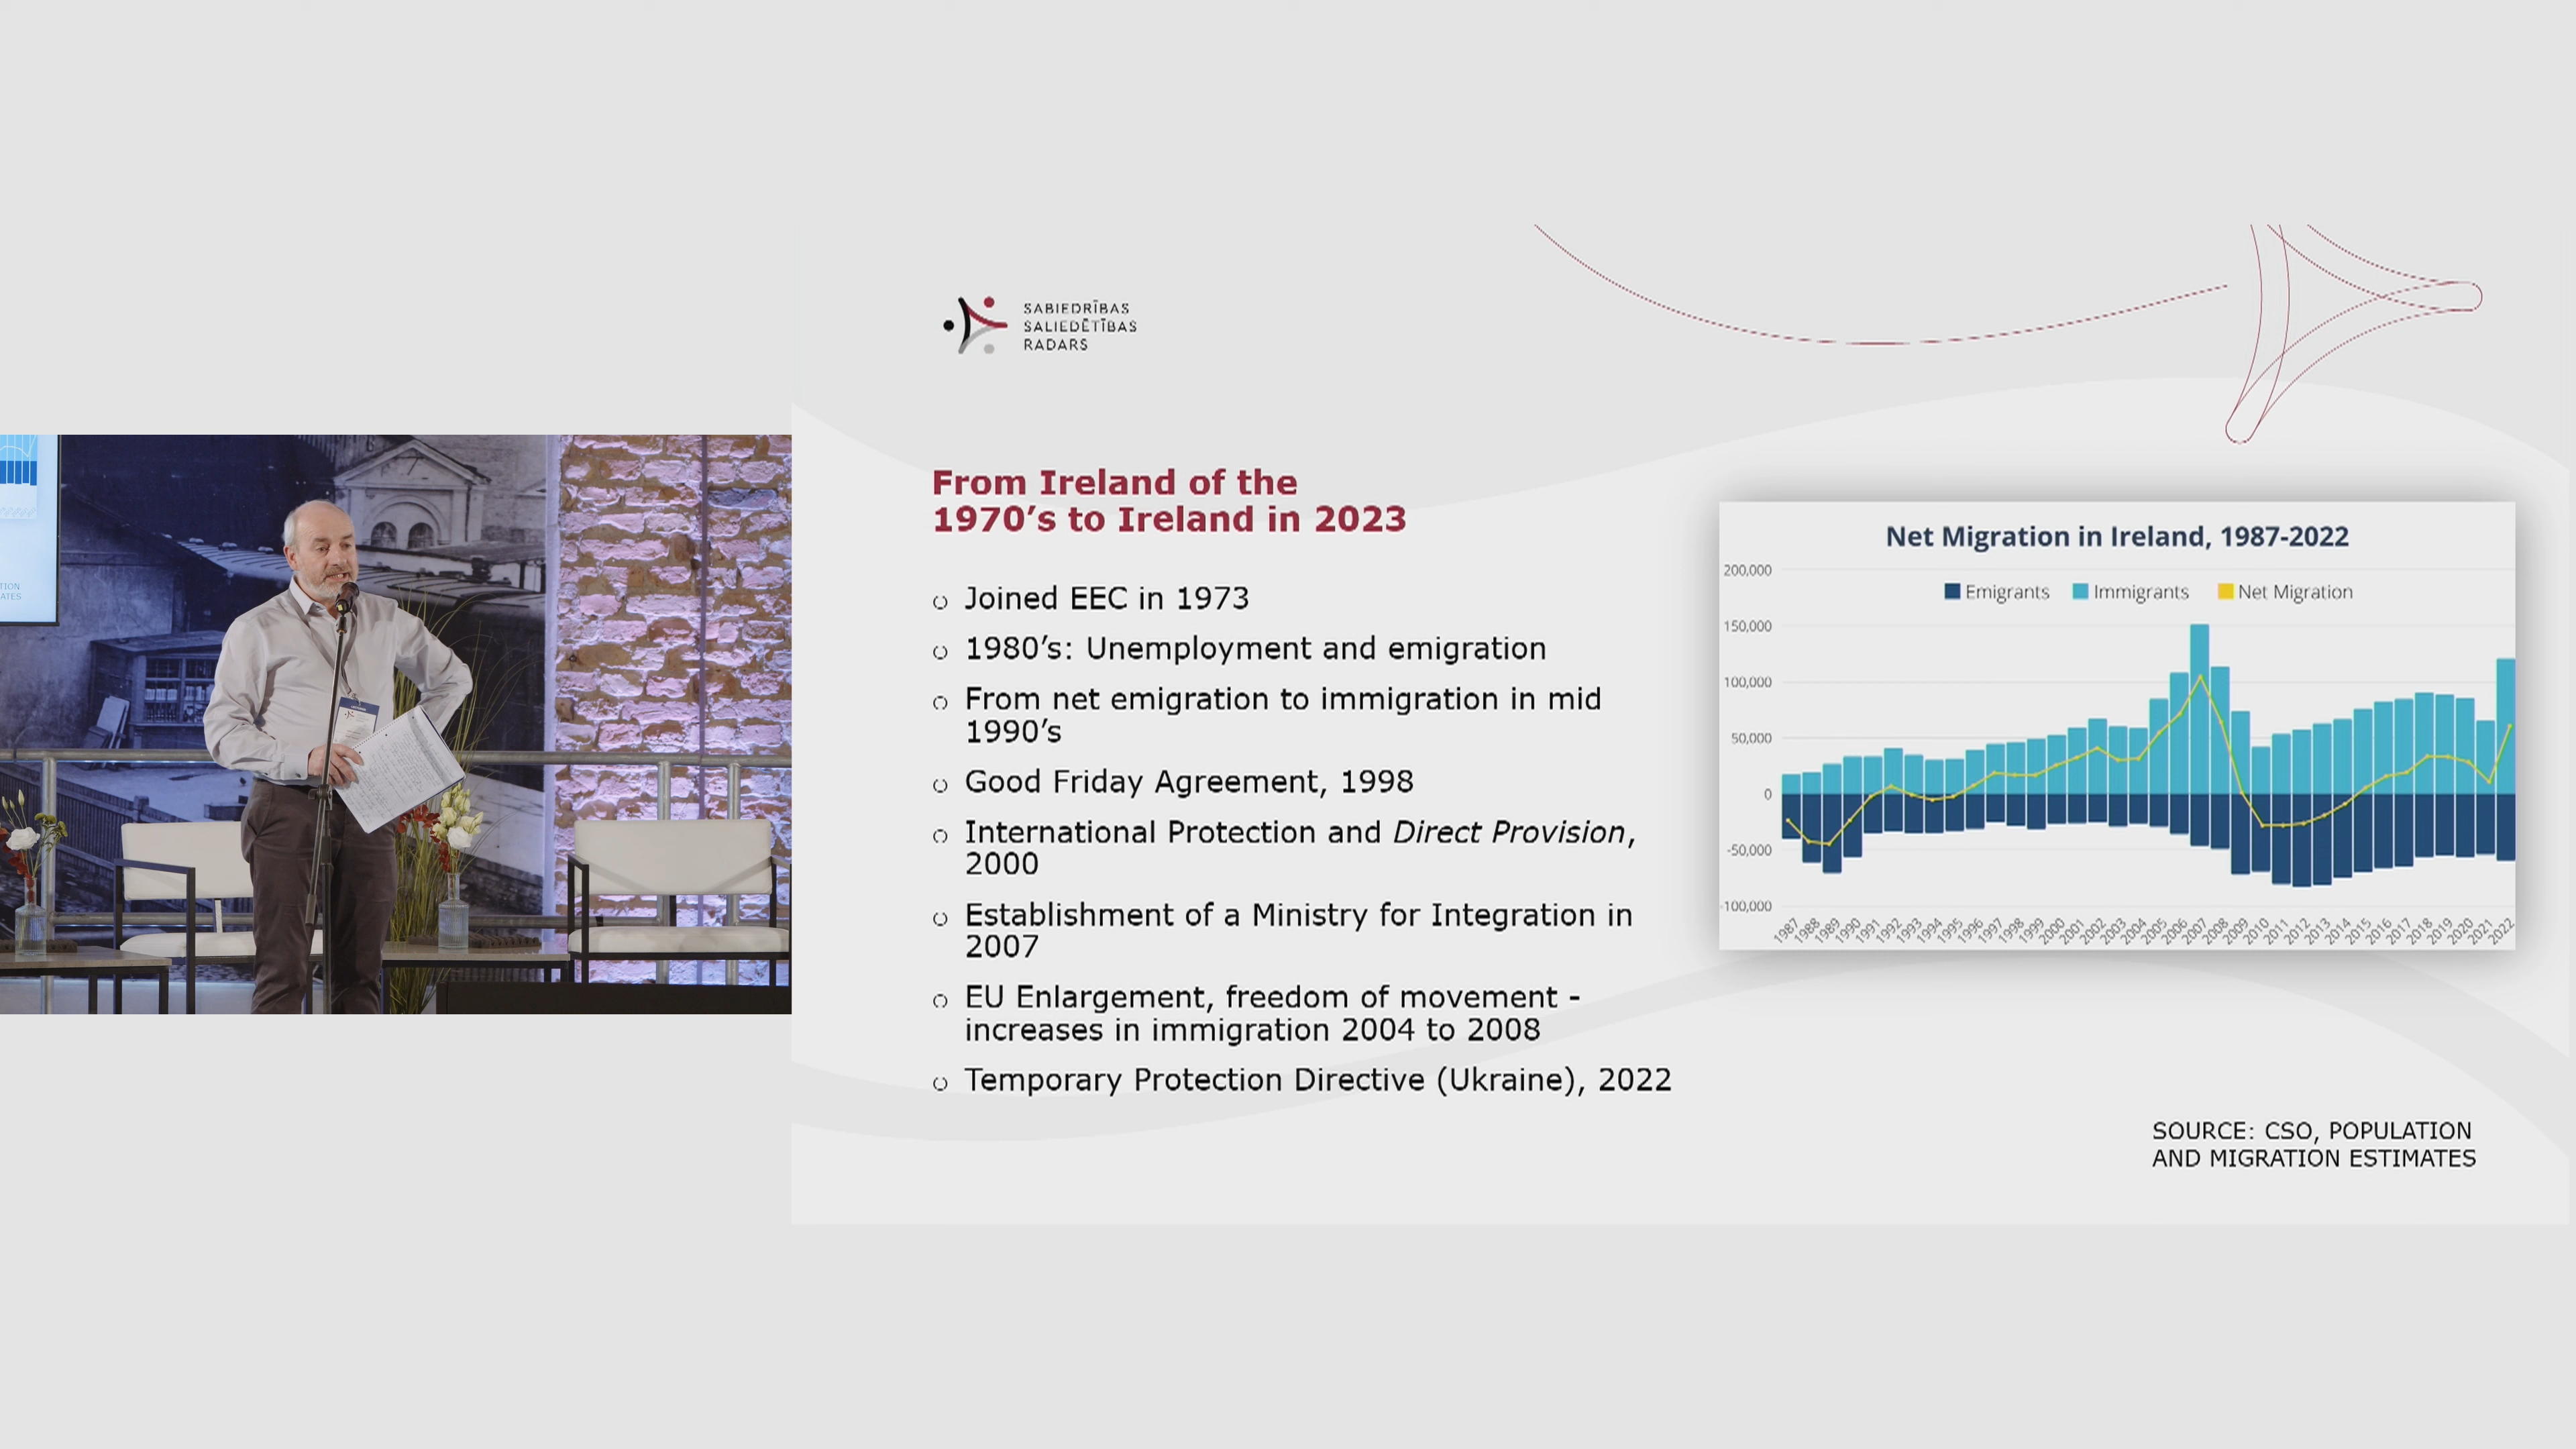 TION
ATES
SABIEDRĪBAS
SALIEDĒTĪBAS
RADARS
From Ireland of the
1970’s to Ireland in 2023
Joined EEC in 1973
1980’s: Unemployment and emigration
From net emigration to immigration in mid
1990’s
Good Friday Agreement, 1998
International Protection and Direct Provision,
2000
Establishment of a Ministry for Integration in
2007
EU Enlargement, freedom of movement -
increases in immigration 2004 to 2008
Temporary Protection Directive (Ukraine), 2022
Net Migration in Ireland, 1987-2022
Emigrants Immigrants Net Migration
200,000
150,000
100,000
50,000
0
-50,000
-100,000
1987 1988 1989 1990 1991 1992 1993 1994 1995 1996 1997 1998 1999 2000 2001 2002 2003 2004 2005 2006 2007 2008 2009 2010 2011 2012 2013 2014 2015 2016 2017 2018 2019 2020 2021 2022
SOURCE: CSO, POPULATION
AND MIGRATION ESTIMATES